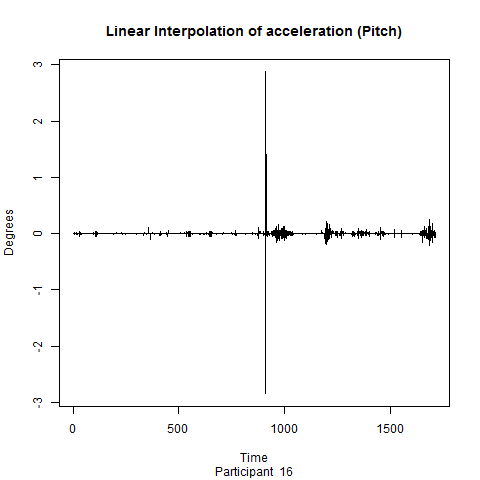 Linear Interpolation of acceleration (Pitch)
3
2
1
0
-1
-2
-3
Degrees
0 500 1000 1500
Time
Participant 16